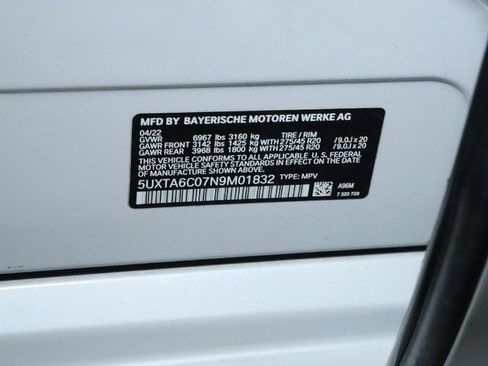 MFD BY BAYERISCHE MOTOREN WERKE AG
04/22
GVWR 6967 lbs 3160 kg TIRE / RIM
GAWR FRONT 3142 lbs 1425 kg WITH 275/45 R20 /9.0J x 20
GAWR REAR 3968 lbs 1800 kg WITH 275/45 R20 /9.0J x 20
THIS VEHICLE CONFORMS TO ALL APPLICABLE U.S. FEDERAL MOTOR
VEHICLE SAFETY STANDARDS IN EFFECT ON THE DATE OF
MANUFACTURE SHOWN ABOVE.
5UXTA6C07N9M01832 TYPE: MPV
A96M
7 320 729